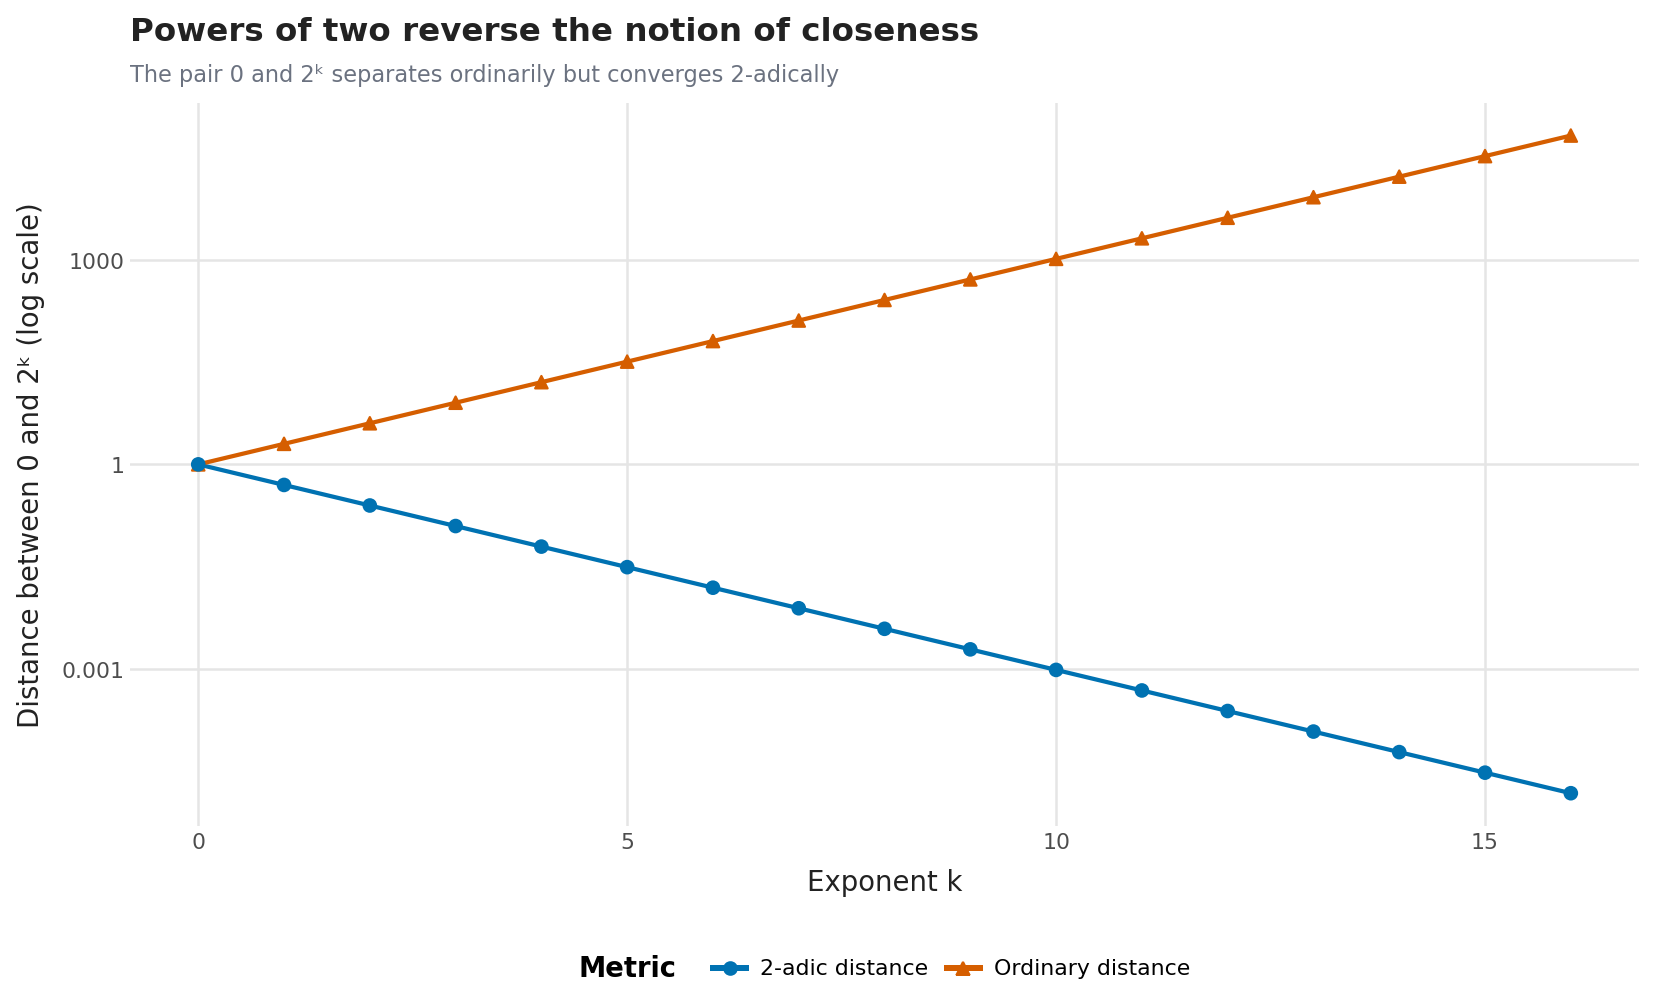 Powers of two reverse the notion of closeness
The pair 0 and 2ᵏ separates ordinarily but converges 2-adically
Distance between 0 and 2ᵏ (log scale)
1000
1
0.001
0 5 10 15
Exponent k
Metric 2-adic distance Ordinary distance